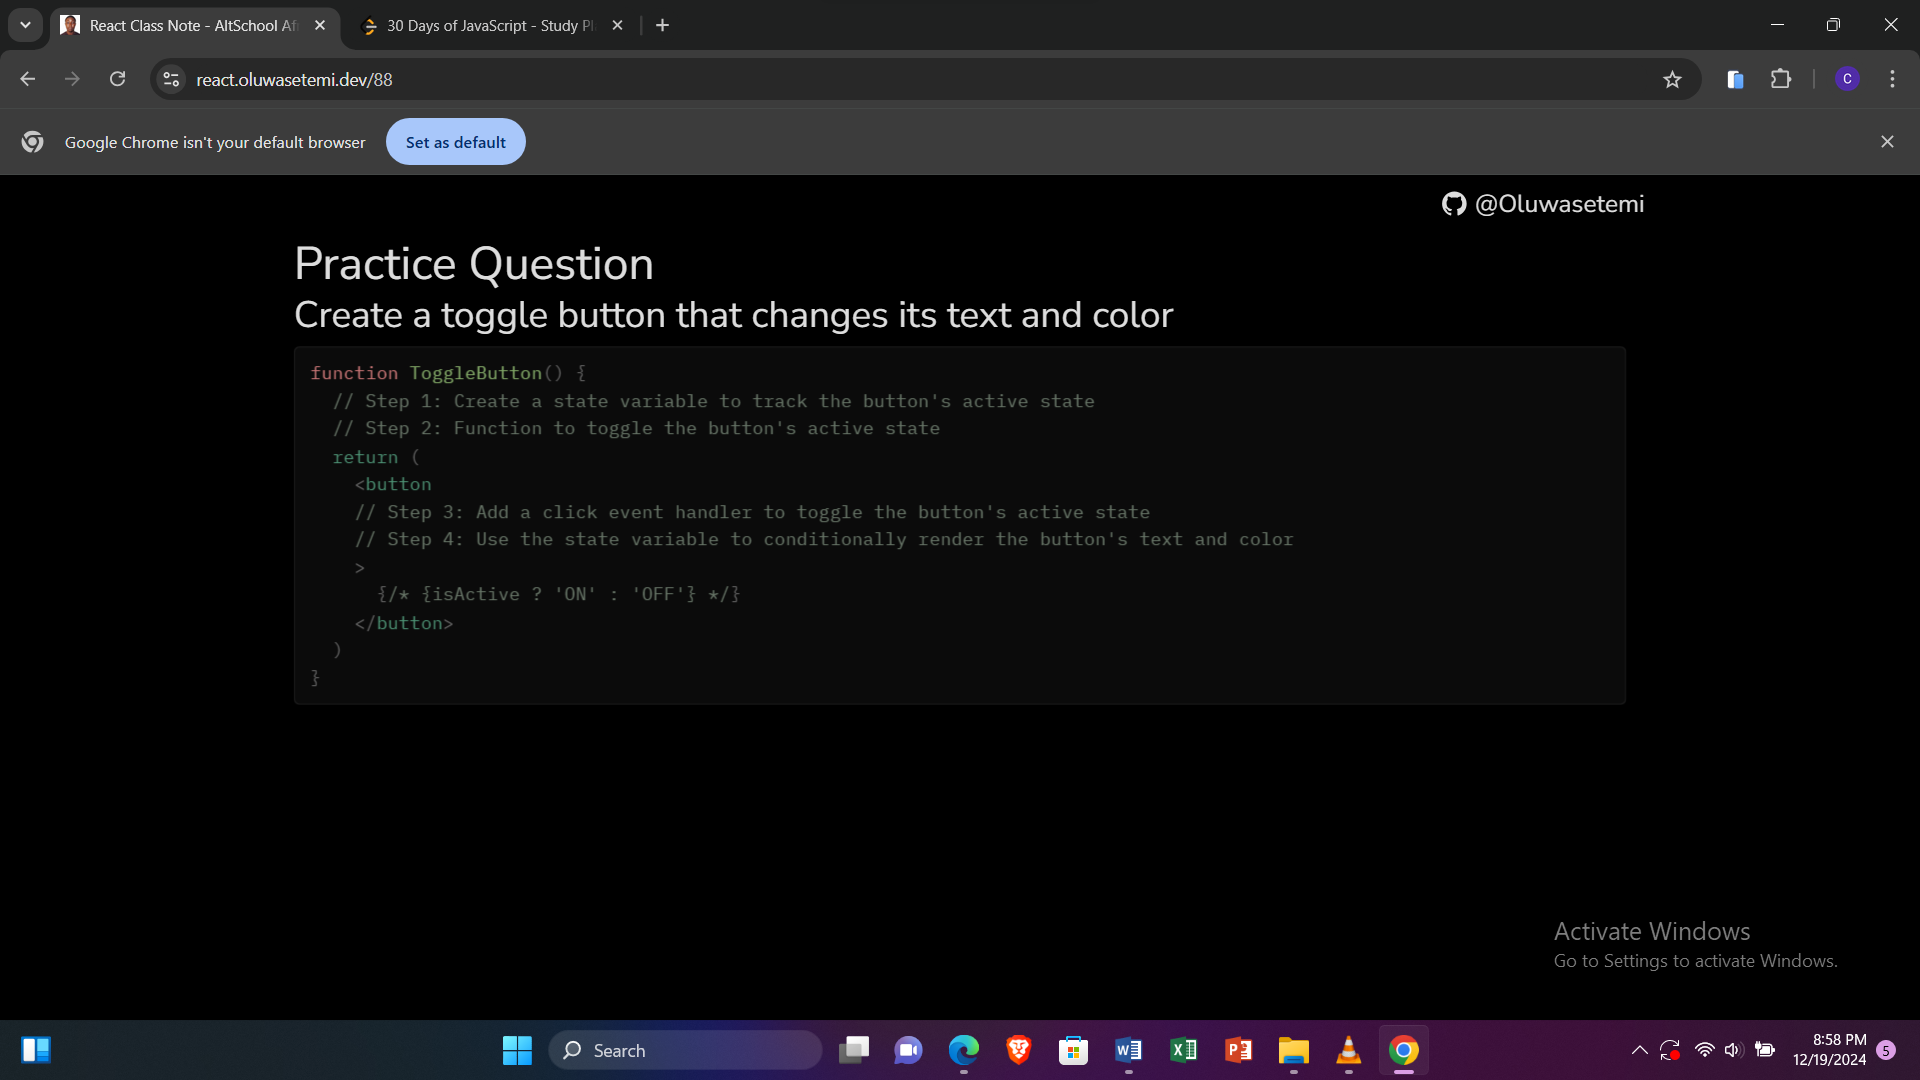 React Class Note - AltSchool Af
30 Days of JavaScript - Study Pl
react.oluwasetemi.dev/88
C
Google Chrome isn't your default browser
Set as default
@Oluwasetemi
Practice Question
Create a toggle button that changes its text and color
function ToggleButton() {
// Step 1: Create a state variable to track the button's active state
// Step 2: Function to toggle the button's active state
return (
<button
// Step 3: Add a click event handler to toggle the button's active state
// Step 4: Use the state variable to conditionally render the button's text and color
>
{/* {isActive ? 'ON' : 'OFF'} */}
</button>
)
}
Activate Windows
Go to Settings to activate Windows.
Search
8:58 PM
12/19/2024
5